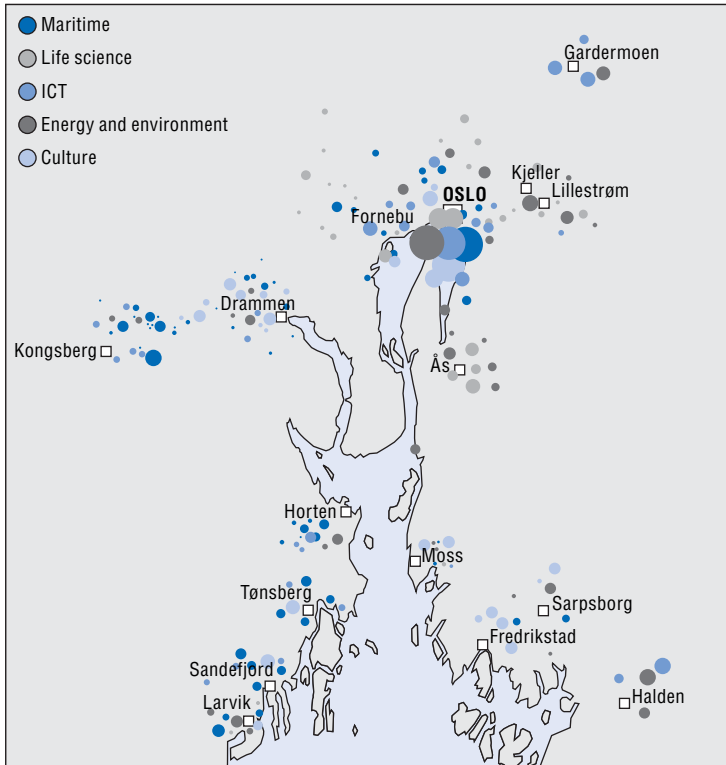 Maritime
Life science
ICT
Energy and environment
Culture
Gardermoen
Kjeller
OSLO
Lillestrøm
Fornebu
Drammen
Kongsberg
Ås
Horten
Moss
Tønsberg
Sarpsborg
Fredrikstad
Sandefjord
Larvik
Halden